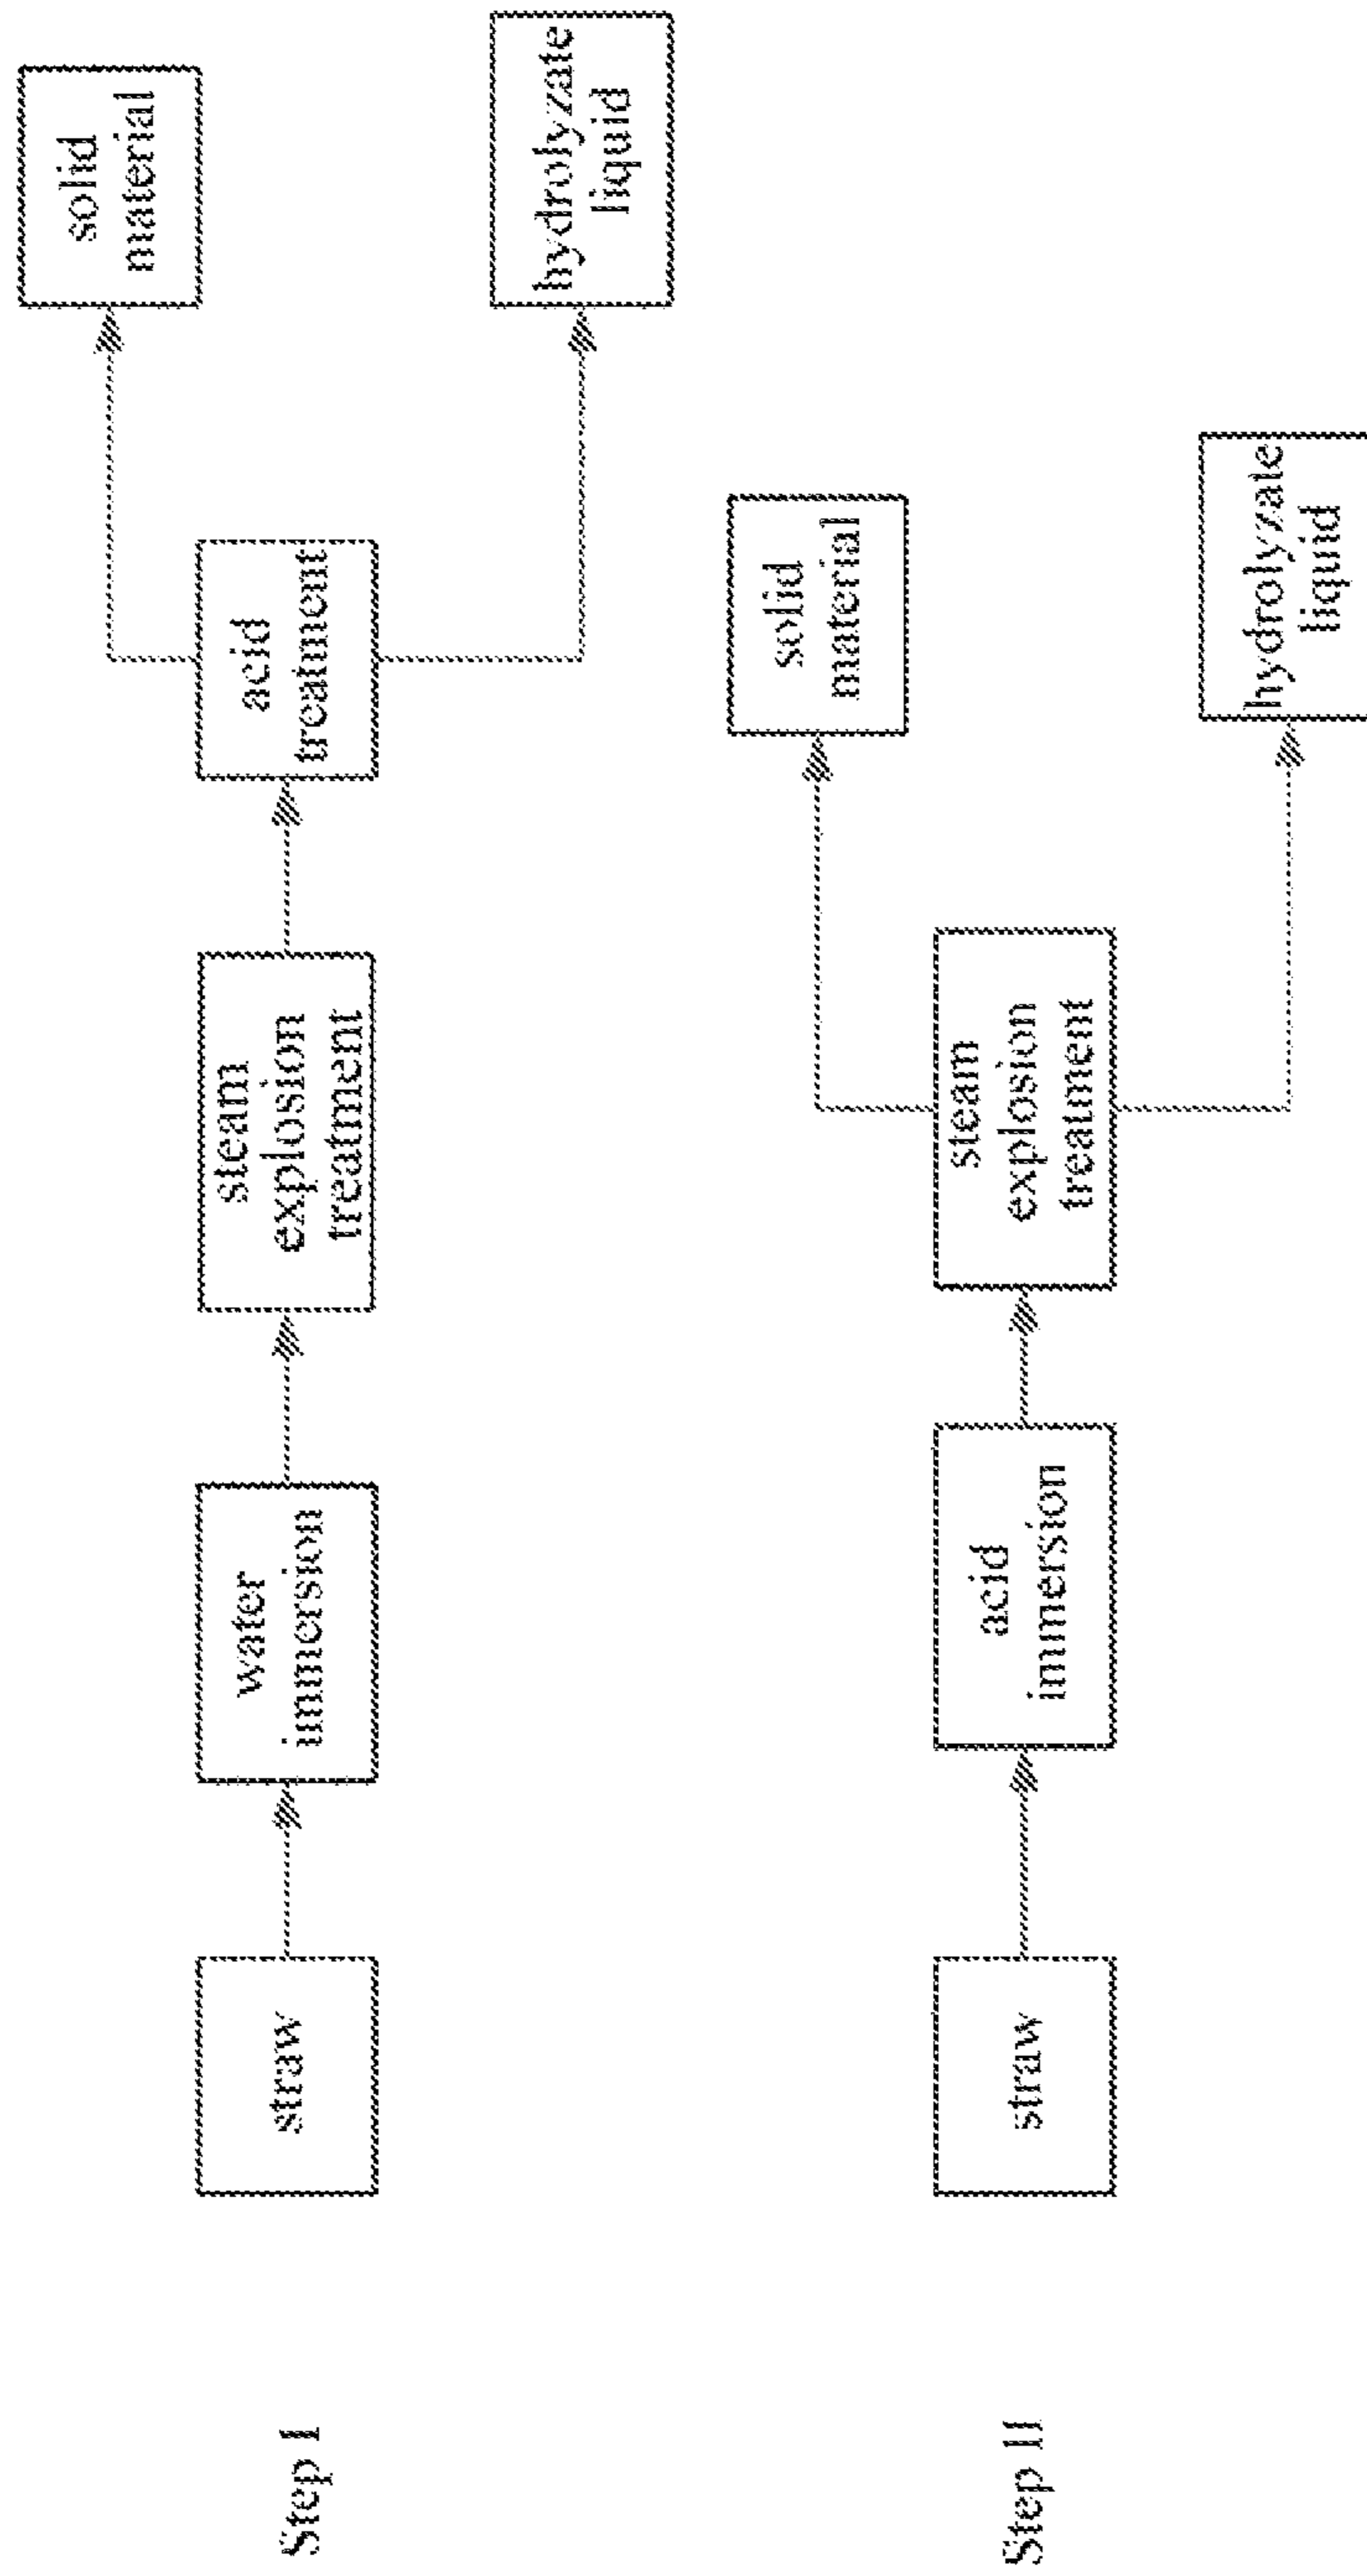 Step I
straw
water
immersion
steam
explosion
treatment
acid
treatment
solid
material
hydrolyzate
liquid
Step II
straw
acid
immersion
steam
explosion
treatment
solid
material
hydrolyzate
liquid